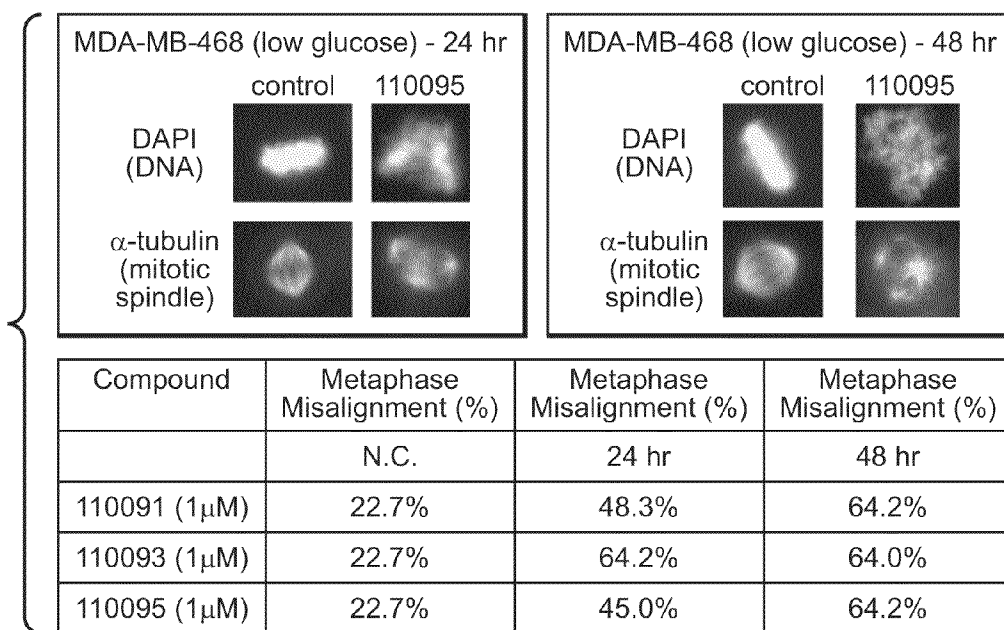 MDA-MB-468 (low glucose) - 24 hr
control 110095
DAPI
(DNA)
α-tubulin
(mitotic
spindle)
MDA-MB-468 (low glucose) - 48 hr
control 110095
DAPI
(DNA)
α-tubulin
(mitotic
spindle)
Compound Metaphase Metaphase Metaphase
Misalignment (%) Misalignment (%) Misalignment (%)
N.C. 24 hr 48 hr
110091 (1μM) 22.7% 48.3% 64.2%
110093 (1μM) 22.7% 64.2% 64.0%
110095 (1μM) 22.7% 45.0% 64.2%